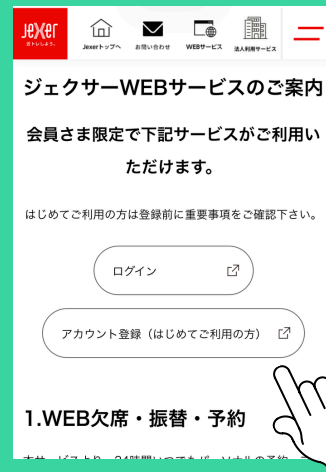 JEXER
おトレしよう。
Jexerトップへ お問い合わせ WEBサービス 法人利用サービス
ジェクサーWEBサービスのご案内
会員さま限定で下記サービスがご利用い
ただけます。
はじめてご利用の方は登録前に重要事項をご確認下さい。
ログイン
アカウント登録（はじめてご利用の方）
1.WEB欠席・振替・予約